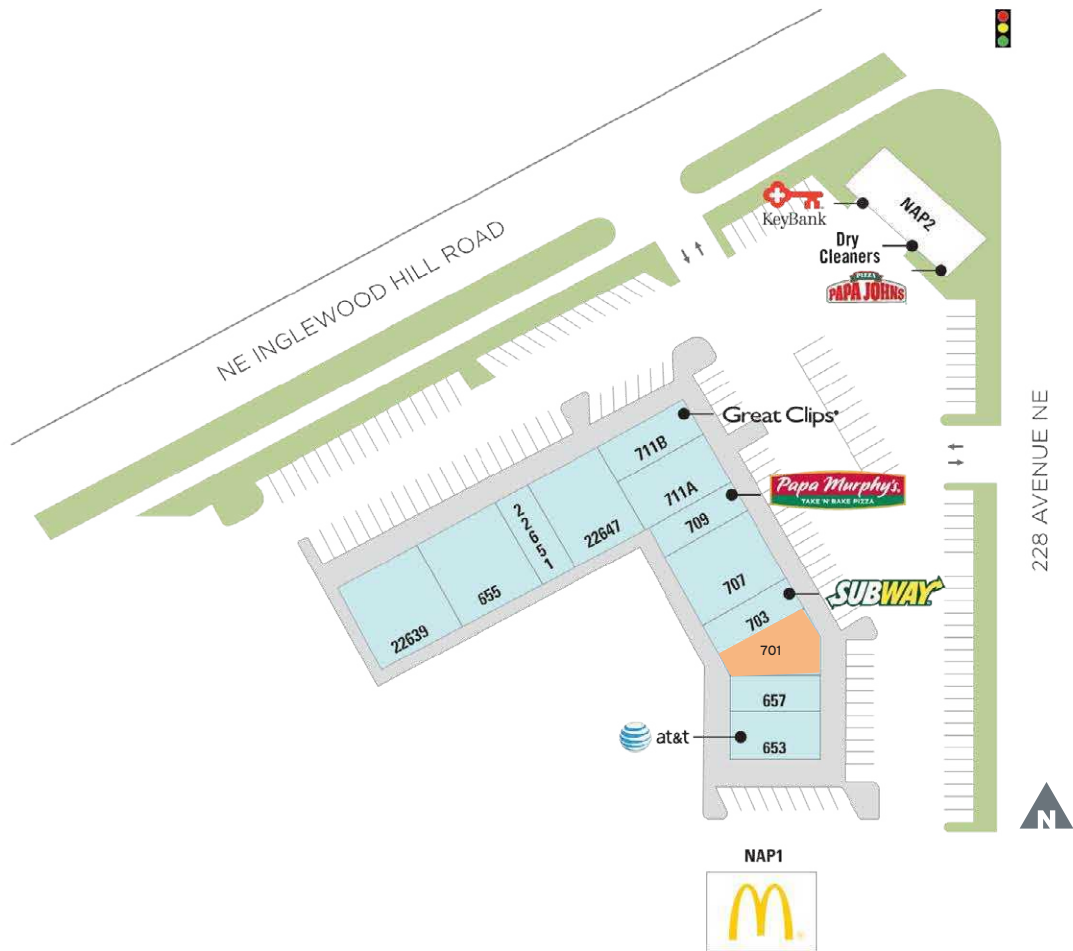 NE INGLEWOOD HILL ROAD
KeyBank
NAP2
Dry
Cleaners
PIZZA
PAPA JOHNS
228 AVENUE NE
Great Clips
711B
Papa Murphy's
TAKE 'N' BAKE PIZZA
711A
709
22651
22647
707
SUBWAY
655
703
22639
701
657
at&t
653
N
NAP1
M